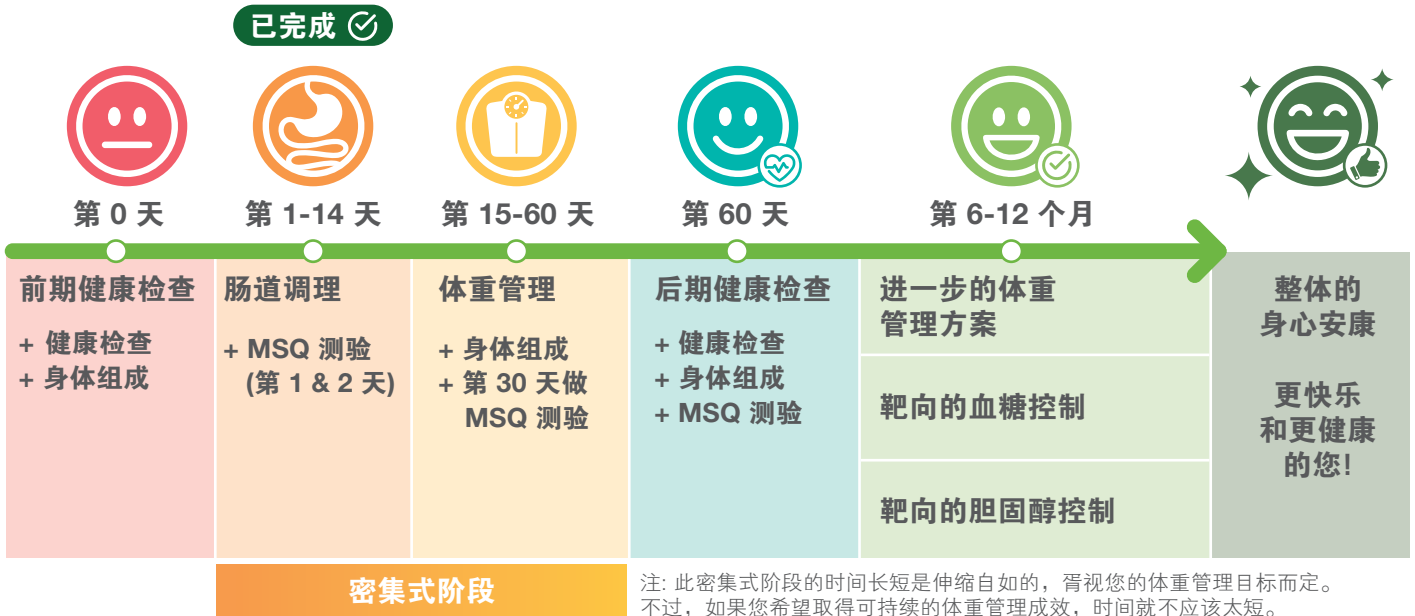 已完成
第 0 天
第 1-14 天
第 15-60 天
第 60 天
第 6-12 个月
前期健康检查
+ 健康检查
+ 身体组成
肠道调理
+ MSQ 测验
(第 1 & 2 天)
体重管理
+ 身体组成
+ 第 30 天做
MSQ 测验
后期健康检查
+ 健康检查
+ 身体组成
+ MSQ 测验
进一步的体重
管理方案
靶向的血糖控制
靶向的胆固醇控制
整体的
身心安康
更快乐
和更健康
的您!
密集式阶段
注: 此密集式阶段的时间长短是伸缩自如的，胥视您的体重管理目标而定。
不过，如果您希望取得可持续的体重管理成效，时间就不应该太短。